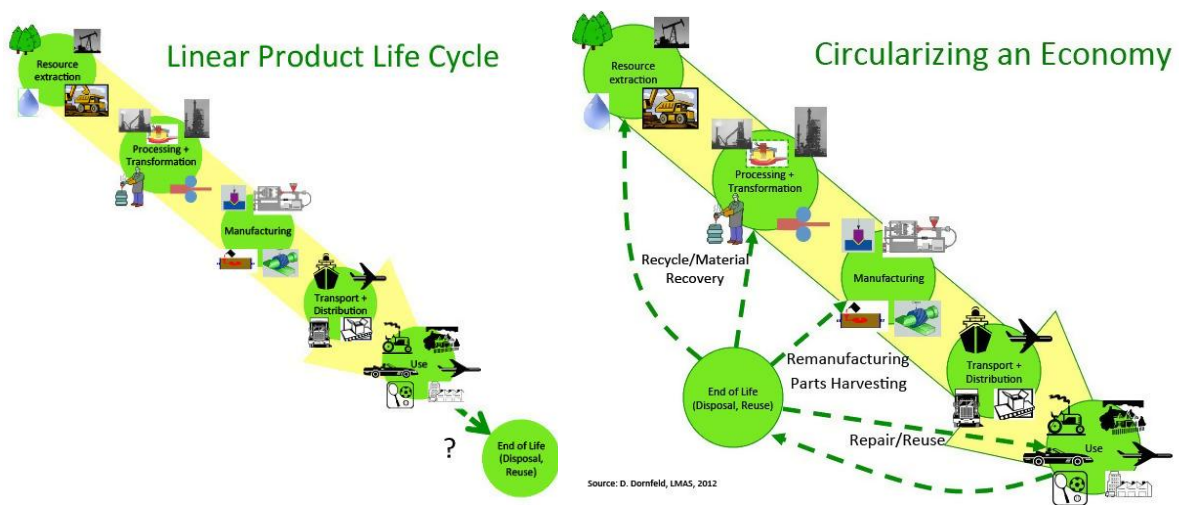 Linear Product Life Cycle
Resource
extraction
Processing +
Transformation
Manufacturing
Transport +
Distribution
Use
?
End of Life
(Disposal,
Reuse)
Circularizing an Economy
Resource
extraction
Processing +
Transformation
Recycle/Material
Recovery
Manufacturing
Remanufacturing
Parts Harvesting
End of Life
(Disposal, Reuse)
Transport +
Distribution
Repair/Reuse
Use
Source: D. Dornfeld, LMAS, 2012